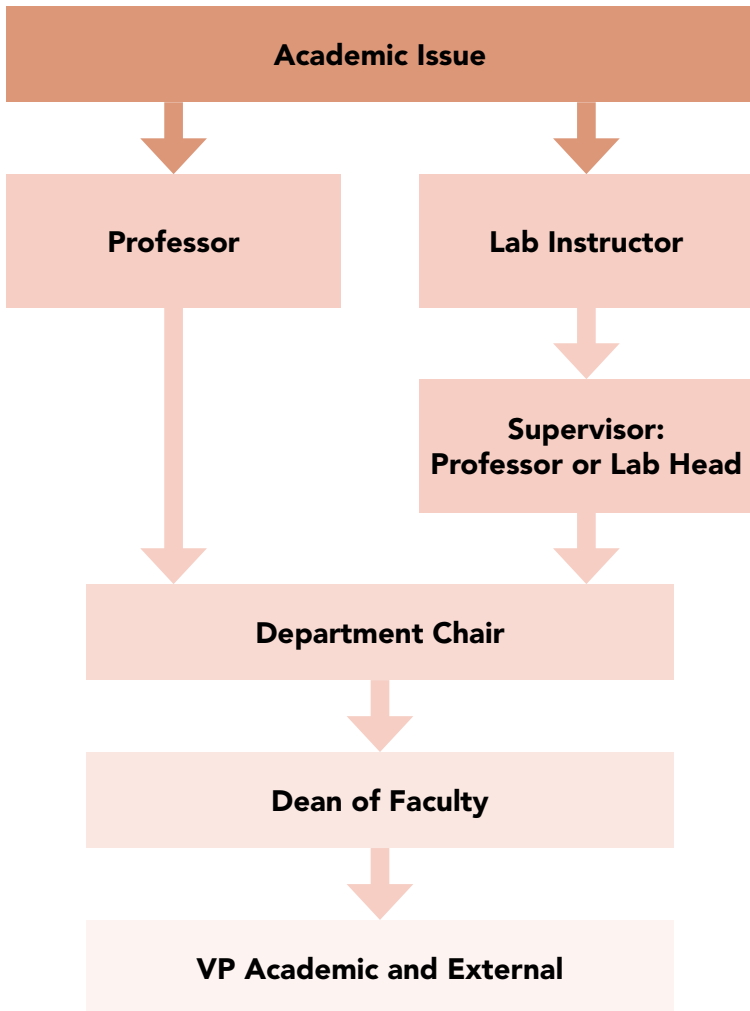 Academic Issue
Professor
Lab Instructor
Supervisor:
Professor or Lab Head
Department Chair
Dean of Faculty
VP Academic and External